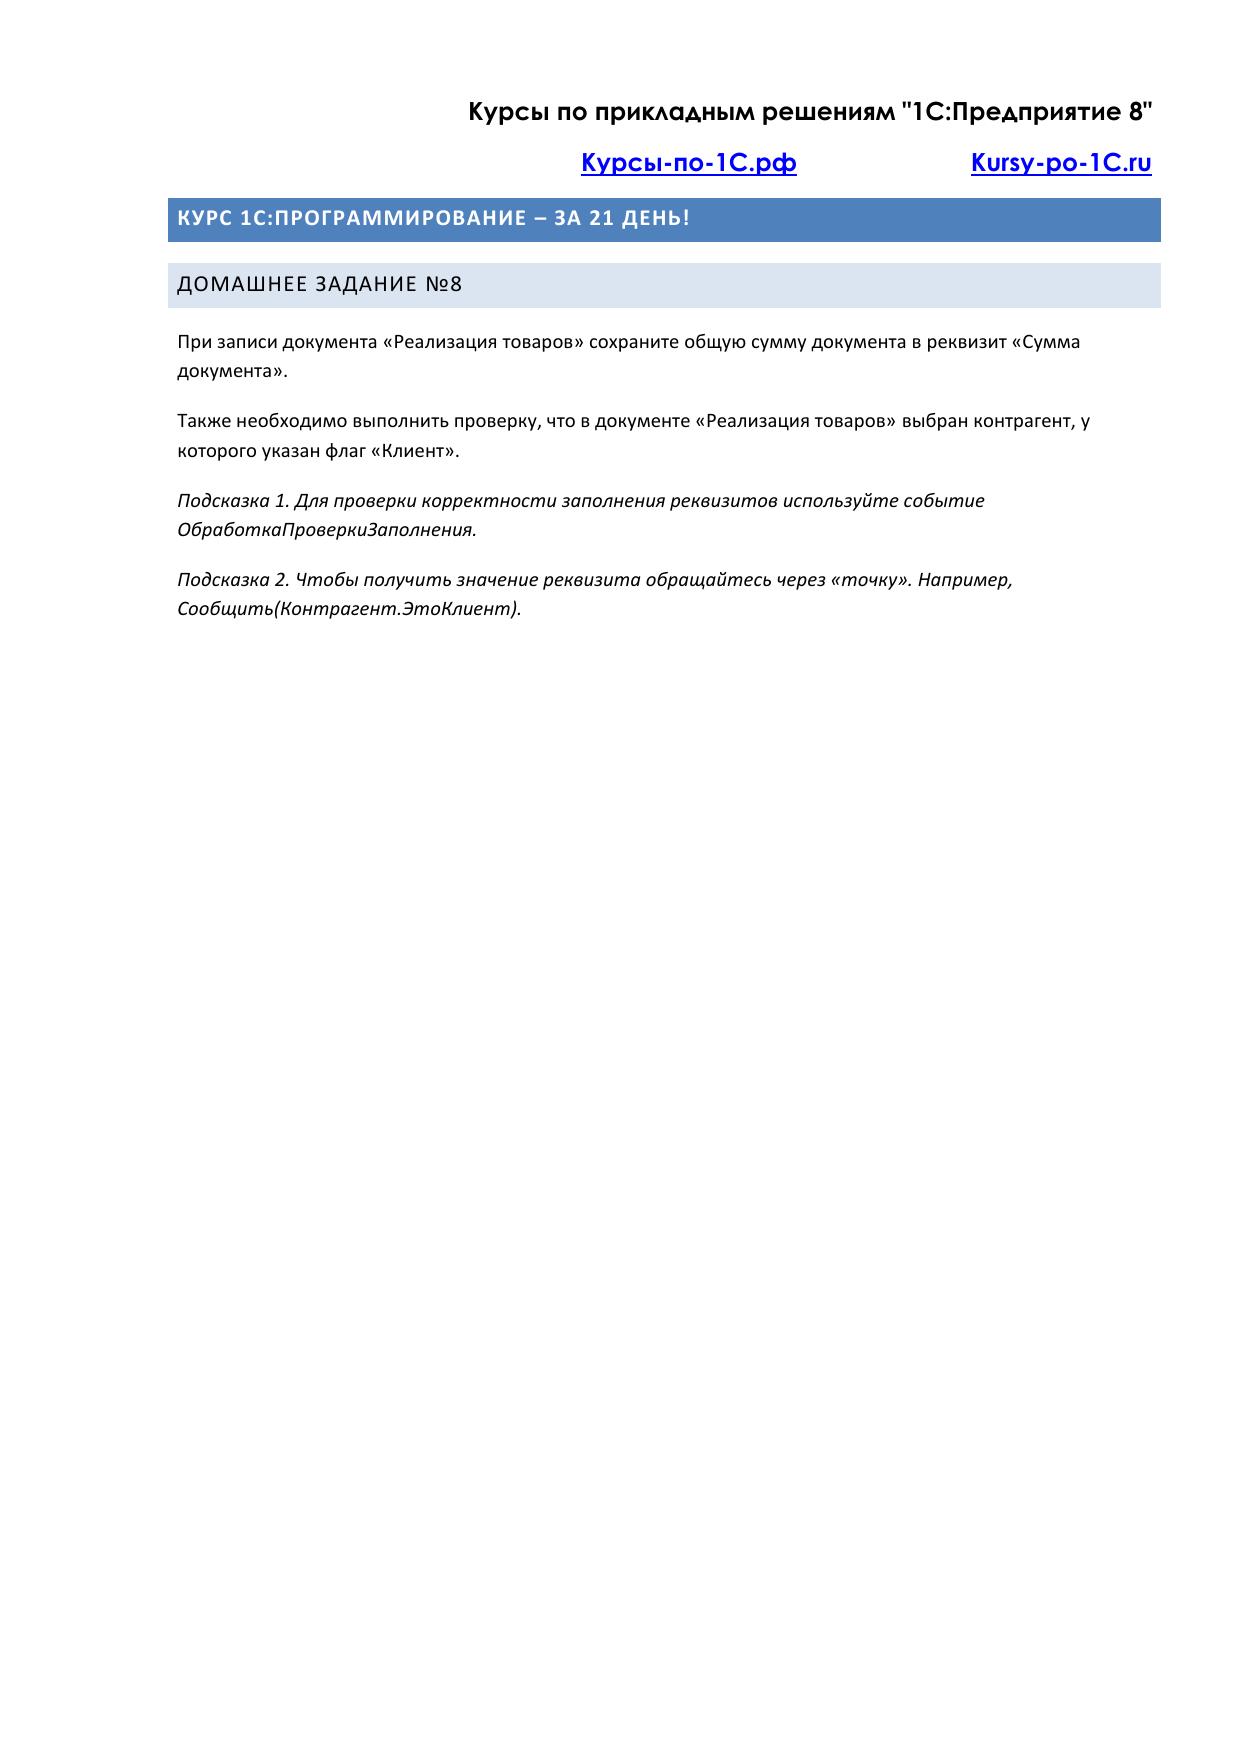 Курсы по прикладным решениям "1С:Предприятие 8"
Курсы-по-1С.рф Kursy-po-1C.ru
КУРС 1С:ПРОГРАММИРОВАНИЕ – ЗА 21 ДЕНЬ!
ДОМАШНЕЕ ЗАДАНИЕ №8
При записи документа «Реализация товаров» сохраните общую сумму документа в реквизит «Сумма
документа».
Также необходимо выполнить проверку, что в документе «Реализация товаров» выбран контрагент, у
которого указан флаг «Клиент».
Подсказка 1. Для проверки корректности заполнения реквизитов используйте событие
ОбработкаПроверкиЗаполнения.
Подсказка 2. Чтобы получить значение реквизита обращайтесь через «точку». Например,
Сообщить(Контрагент.ЭтоКлиент).